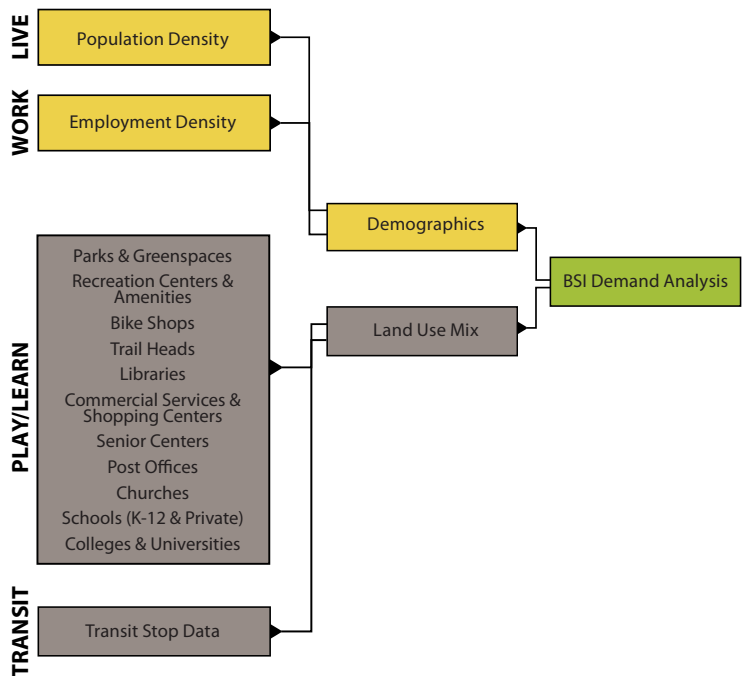 LIVE
Population Density
WORK
Employment Density
Demographics
BSI Demand Analysis
Land Use Mix
PLAY/LEARN
Parks & Greenspaces
Recreation Centers &
Amenities
Bike Shops
Trail Heads
Libraries
Commercial Services &
Shopping Centers
Senior Centers
Post Offices
Churches
Schools (K-12 & Private)
Colleges & Universities
TRANSIT
Transit Stop Data